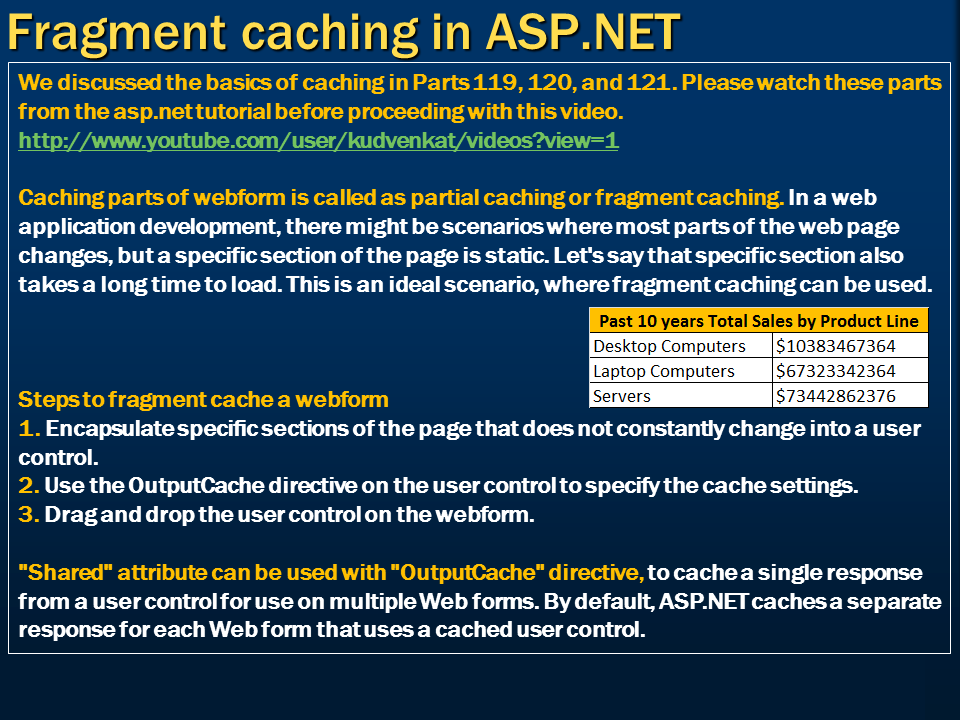 Fragment caching in ASP.NET
We discussed the basics of caching in Parts 119, 120, and 121. Please watch these parts
from the asp.net tutorial before proceeding with this video.
http://www.youtube.com/user/kudvenkat/videos?view=1
Caching parts of webform is called as partial caching or fragment caching. In a web
application development, there might be scenarios where most parts of the web page
changes, but a specific section of the page is static. Let's say that specific section also
takes a long time to load. This is an ideal scenario, where fragment caching can be used.
Past 10 years Total Sales by Product Line
Desktop Computers $10383467364
Laptop Computers $67323342364
Servers $73442862376
Steps to fragment cache a webform
1. Encapsulate specific sections of the page that does not constantly change into a user
control.
2. Use the OutputCache directive on the user control to specify the cache settings.
3. Drag and drop the user control on the webform.
"Shared" attribute can be used with "OutputCache" directive, to cache a single response
from a user control for use on multiple Web forms. By default, ASP.NET caches a separate
response for each Web form that uses a cached user control.